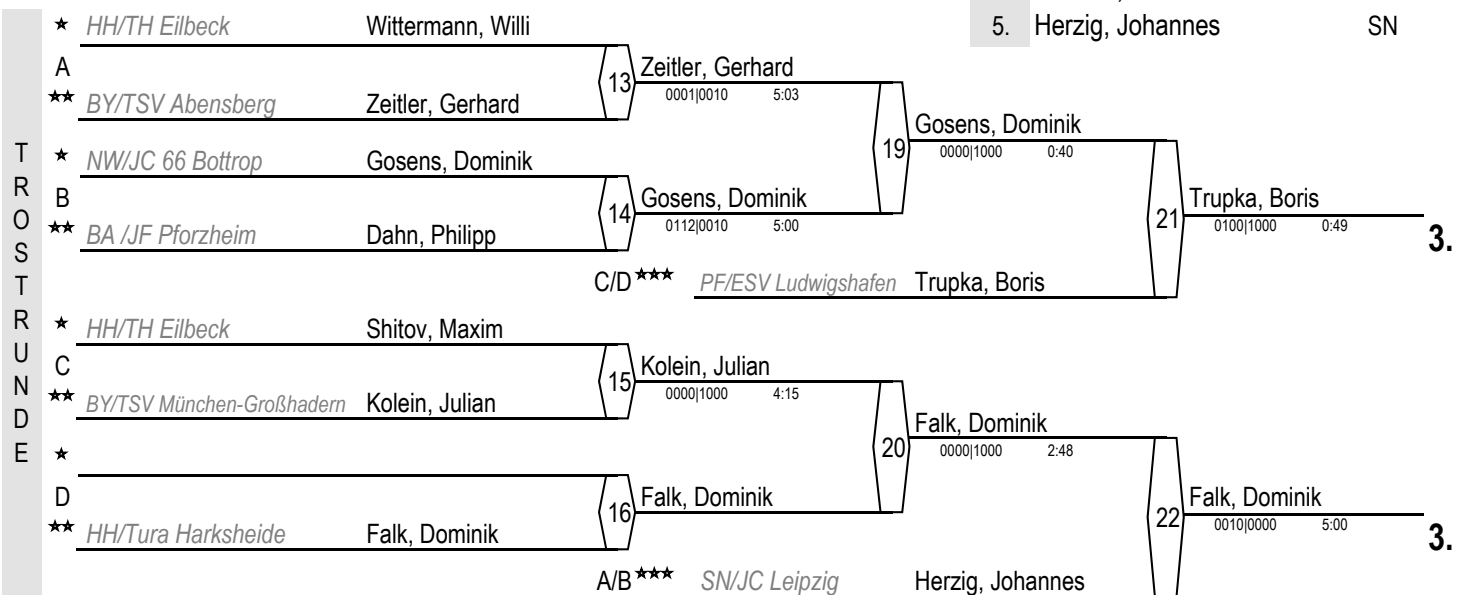 ★ HH/TH Eilbeck Wittermann, Willi
5. Herzig, Johannes SN
A
13 Zeitler, Gerhard
0001|0010 5:03
★★ BY/TSV Abensberg Zeitler, Gerhard
19 Gosens, Dominik
0000|1000 0:40
★ NW/JC 66 Bottrop Gosens, Dominik
B
14 Gosens, Dominik
0112|0010 5:00
21 Trupka, Boris
0100|1000 0:49
3.
★★ BA /JF Pforzheim Dahn, Philipp
C/D ★★★ PF/ESV Ludwigshafen Trupka, Boris
TROSTRUNDE
★ HH/TH Eilbeck Shitov, Maxim
C
15 Kolein, Julian
0000|1000 4:15
★★ BY/TSV München-Großhadern Kolein, Julian
20 Falk, Dominik
0000|1000 2:48
★
D
16 Falk, Dominik
22 Falk, Dominik
0010|0000 5:00
3.
★★ HH/Tura Harksheide Falk, Dominik
A/B ★★★ SN/JC Leipzig Herzig, Johannes